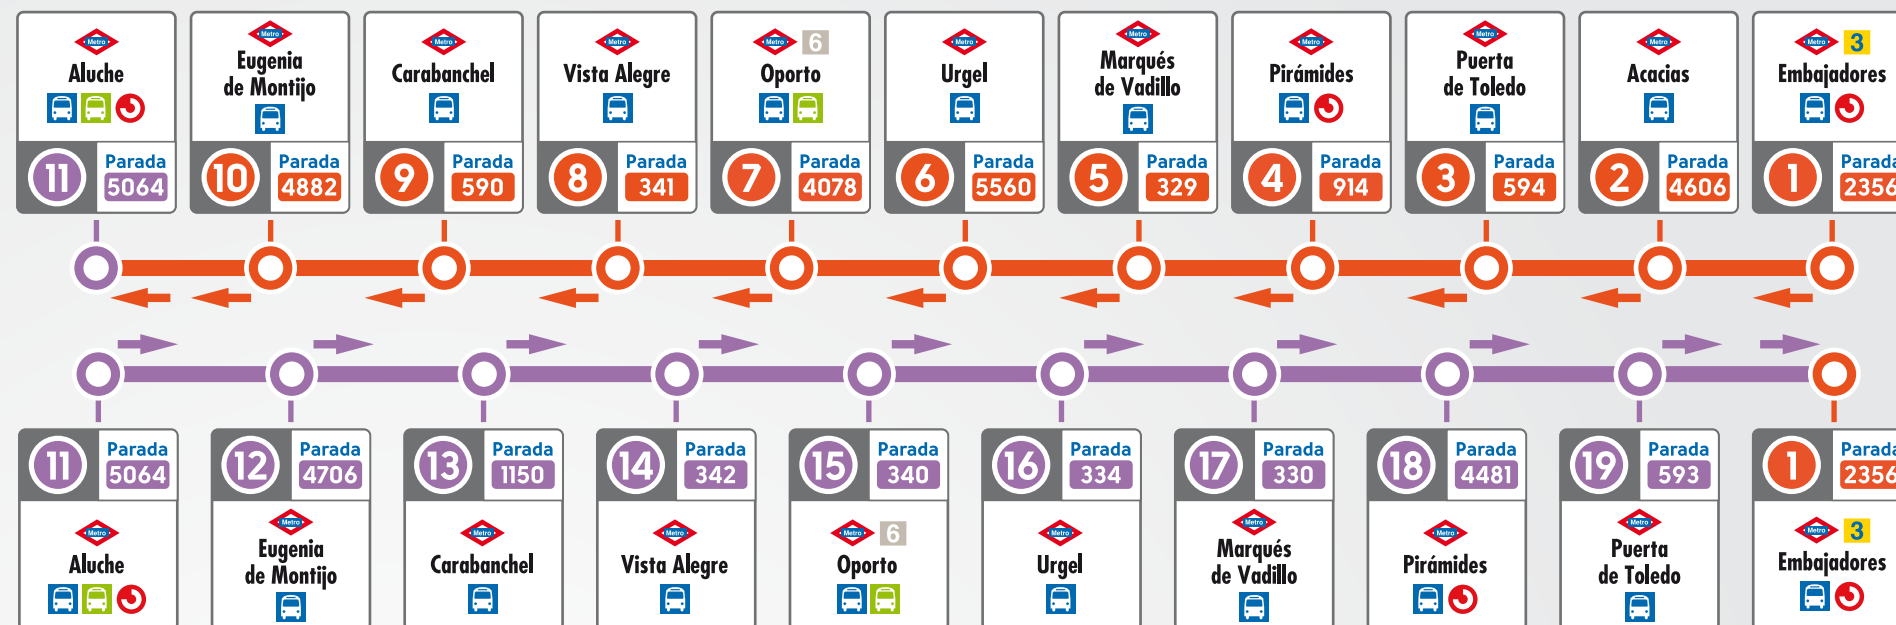 Metro
Aluche
11
Parada
5064
Metro
Eugenia
de Montijo
10
Parada
4882
Metro
Carabanchel
9
Parada
590
Metro
Vista Alegre
8
Parada
341
Metro 6
Oporto
7
Parada
4078
Metro
Urgel
6
Parada
5560
Metro
Marqués
de Vadillo
5
Parada
329
Metro
Pirámides
4
Parada
914
Metro
Puerta
de Toledo
3
Parada
594
Metro
Acacias
2
Parada
4606
Metro 3
Embajadores
1
Parada
2356
11
Parada
5064
Metro
Aluche
12
Parada
4706
Metro
Eugenia
de Montijo
13
Parada
1150
Metro
Carabanchel
14
Parada
342
Metro
Vista Alegre
15
Parada
340
Metro 6
Oporto
16
Parada
334
Metro
Urgel
17
Parada
330
Metro
Marqués
de Vadillo
18
Parada
4481
Metro
Pirámides
19
Parada
593
Metro
Puerta
de Toledo
1
Parada
2356
Metro 3
Embajadores